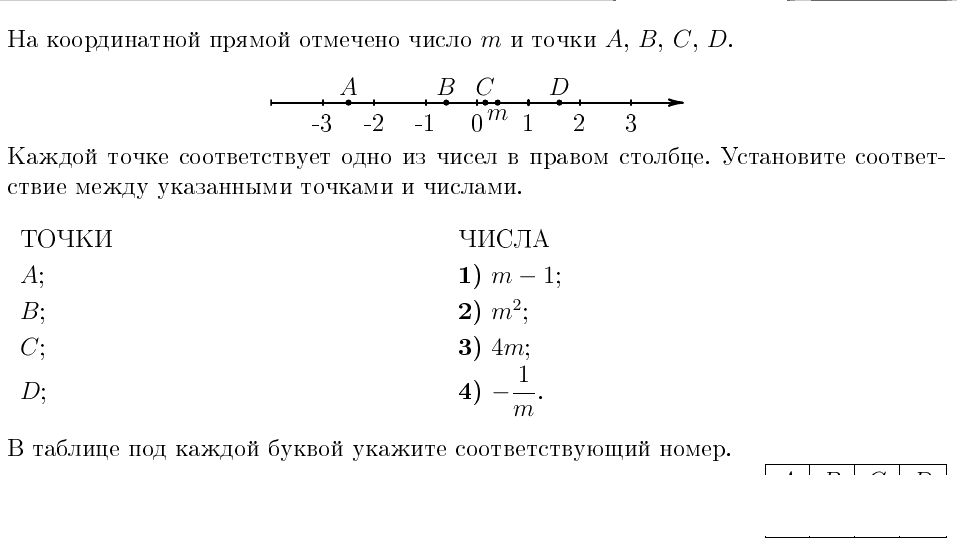 На координатной прямой отмечено число m и точки A, B, C, D.
A B C D
-3 -2 -1 0 m 1 2 3
Каждой точке соответствует одно из чисел в правом столбце. Установите соответ-
ствие между указанными точками и числами.
ТОЧКИ ЧИСЛА
A; 1) m − 1;
B; 2) m²;
C; 3) 4m;
D; 4) −1/m.
В таблице под каждой буквой укажите соответствующий номер.